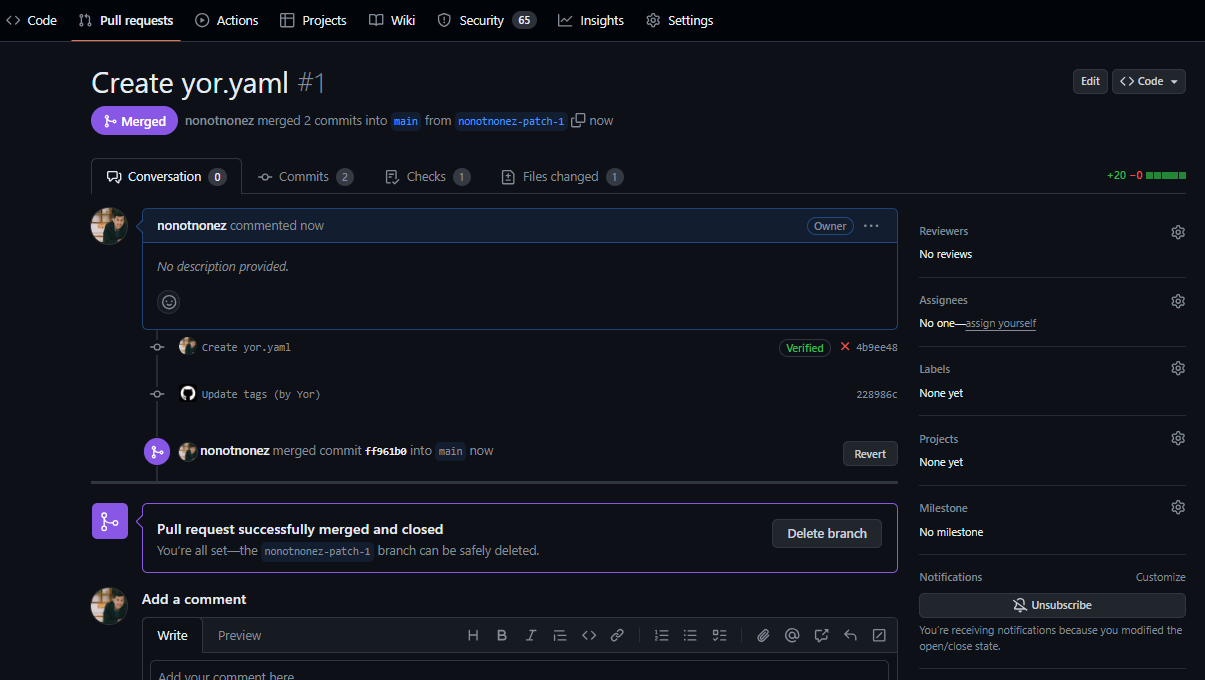 Code Pull requests Actions Projects Wiki Security 65 Insights Settings
Create yor.yaml #1
Edit Code
Merged nonotnonez merged 2 commits into main from nonotnonez-patch-1 now
Conversation 0 Commits 2 Checks 1 Files changed 1
+20 −0
nonotnonez commented now Owner
No description provided.
Create yor.yaml Verified 4b9ee48
Update tags (by Yor) 228986c
nonotnonez merged commit ff961b0 into main now Revert
Pull request successfully merged and closed
You're all set—the nonotnonez-patch-1 branch can be safely deleted.
Delete branch
Add a comment
Write Preview
Add your comment here
Reviewers
No reviews
Assignees
No one—assign yourself
Labels
None yet
Projects
None yet
Milestone
No milestone
Notifications Customize
Unsubscribe
You're receiving notifications because you modified the
open/close state.